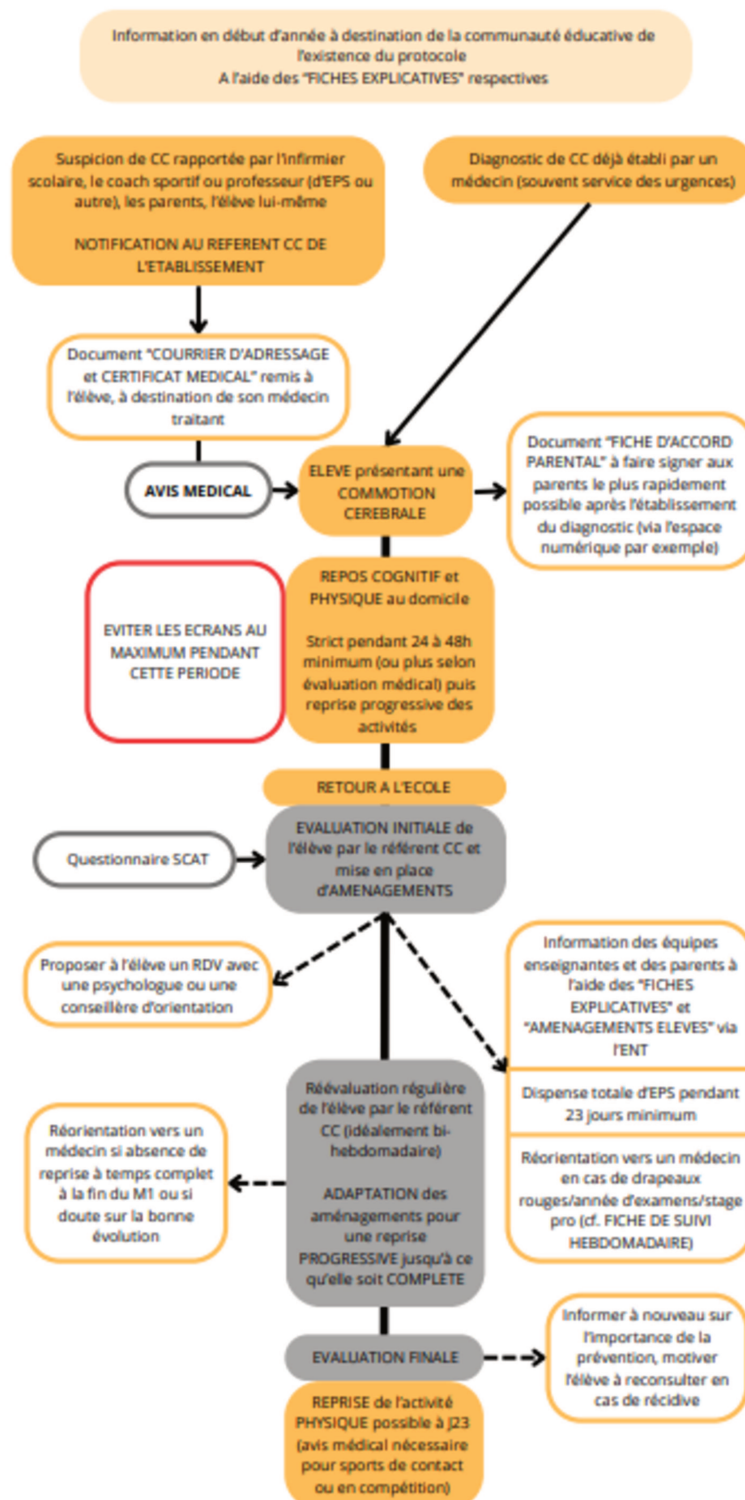 Information en début d'année à destination de la communauté éducative de
l'existence du protocole
A l'aide des "FICHES EXPLICATIVES" respectives
Suspicion de CC rapportée par l'infirmier
scolaire, le coach sportif ou professeur (d'EPS ou
autre), les parents, l'élève lui-même
NOTIFICATION AU REFERENT CC DE
L'ETABLISSEMENT
Diagnostic de CC déjà établi par un
médecin (souvent service des urgences)
Document "COURRIER D'ADRESSAGE
et CERTIFICAT MEDICAL" remis à
l'élève, à destination de son médecin
traitant
AVIS MEDICAL
ELEVE présentant une
COMMOTION
CEREBRALE
Document "FICHE D'ACCORD
PARENTAL" à faire signer aux
parents le plus rapidement
possible après l'établissement
du diagnostic (via l'espace
numérique par exemple)
EVITER LES ECRANS AU
MAXIMUM PENDANT
CETTE PERIODE
REPOS COGNITIF et
PHYSIQUE au domicile
Strict pendant 24 à 48h
minimum (ou plus selon
évaluation médical) puis
reprise progressive des
activités
RETOUR A L'ECOLE
Questionnaire SCAT
EVALUATION INITIALE de
l'élève par le référent CC et
mise en place
d'AMENAGEMENTS
Proposer à l'élève un RDV avec
une psychologue ou une
conseillère d'orientation
Information des équipes
enseignantes et des parents à
l'aide des "FICHES
EXPLICATIVES" et
"AMENAGEMENTS ELEVES" via
l'ENT
Dispense totale d'EPS pendant
23 jours minimum
Réorientation vers un médecin
en cas de drapeaux
rouges/année d'examens/stage
pro (cf. FICHE DE SUIVI
HEBDOMADAIRE)
Réévaluation régulière
de l'élève par le référent
CC (idéalement bi-
hebdomadaire)
ADAPTATION des
aménagements pour
une reprise
PROGRESSIVE jusqu'à ce
qu'elle soit COMPLETE
Réorientation vers un
médecin si absence de
reprise à temps complet
à la fin du M1 ou si
doute sur la bonne
évolution
EVALUATION FINALE
Informer à nouveau sur
l'importance de la
prévention, motiver
l'élève à reconsulter en
cas de récidive
REPRISE de l'activité
PHYSIQUE possible à J23
(avis médical nécessaire
pour sports de contact
ou en compétition)